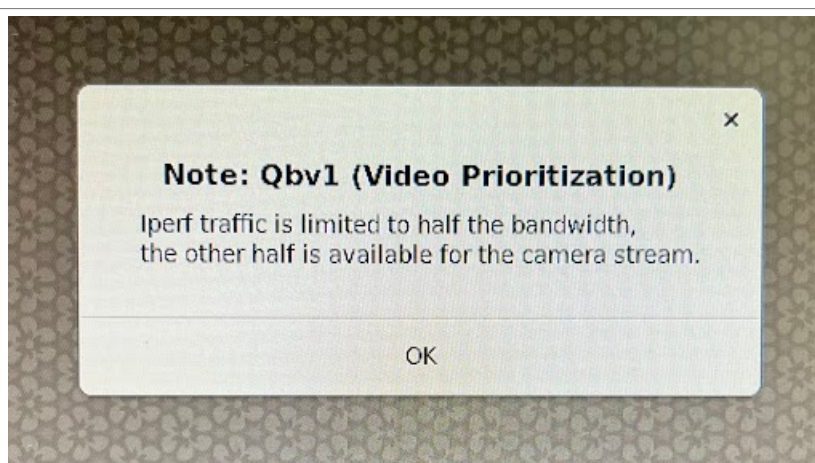 ×
Note: Qbv1 (Video Prioritization)
Iperf traffic is limited to half the bandwidth,
the other half is available for the camera stream.
OK